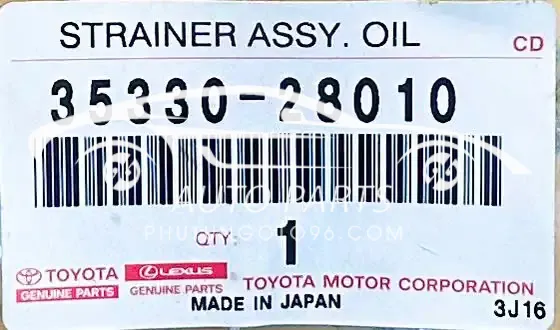 STRAINER ASSY. OIL
CD
35330-28010
AUTO PARTS
PHUTUNGOTO96.COM
QTY: 1
TOYOTA
GENUINE PARTS
LEXUS
GENUINE PARTS
TOYOTA MOTOR CORPORATION
MADE IN JAPAN
3J16